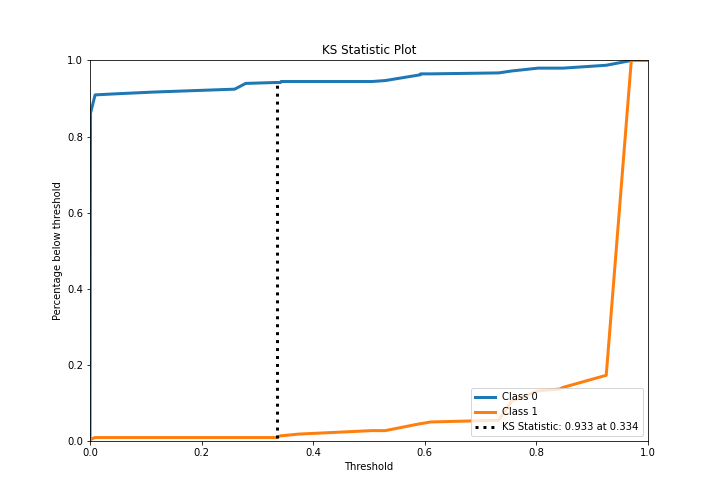 KS Statistic Plot
1.0
0.8
0.6
0.4
0.2
0.0
Percentage below threshold
0.0 0.2 0.4 0.6 0.8 1.0
Threshold
Class 0
Class 1
KS Statistic: 0.933 at 0.334